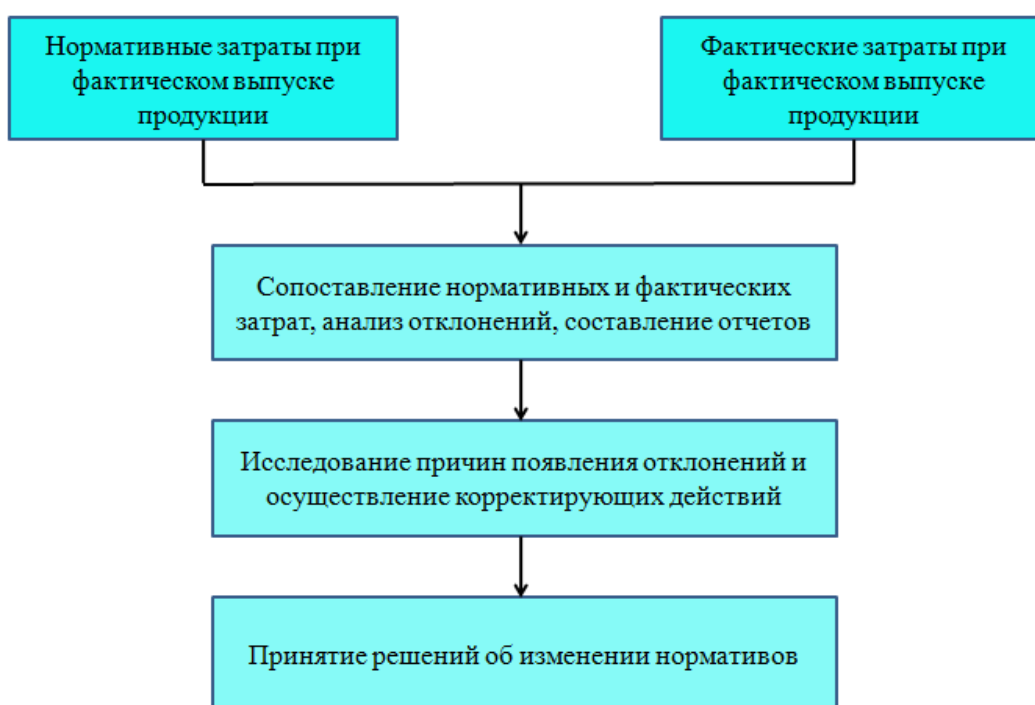 Нормативные затраты при
фактическом выпуске
продукции
Фактические затраты при
фактическом выпуске
продукции
Сопоставление нормативных и фактических
затрат, анализ отклонений, составление отчетов
Исследование причин появления отклонений и
осуществление корректирующих действий
Принятие решений об изменении нормативов